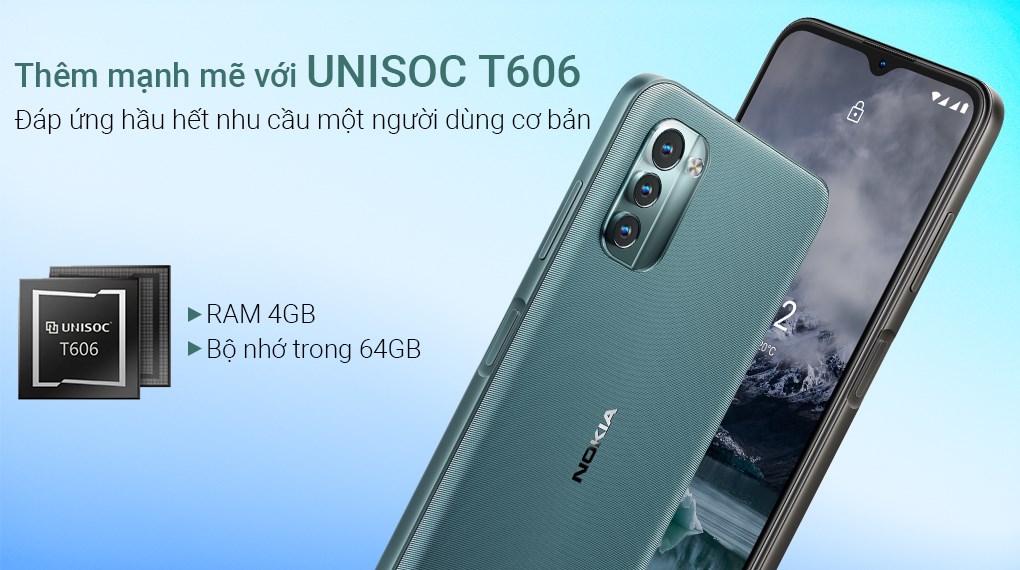 Thêm mạnh mẽ với UNISOC T606
Đáp ứng hầu hết nhu cầu một người dùng cơ bản
UNISOC
T606
RAM 4GB
Bộ nhớ trong 64GB
NOKIA